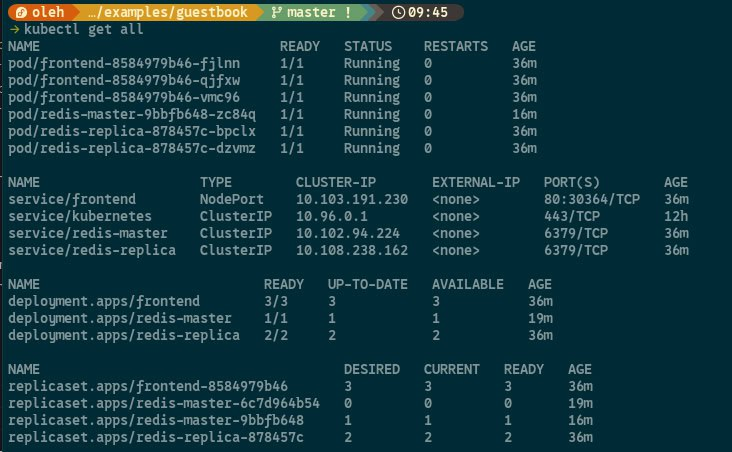 oleh …/examples/guestbook master ! 09:45
→ kubectl get all
NAME READY STATUS RESTARTS AGE
pod/frontend-8584979b46-fjlnn 1/1 Running 0 36m
pod/frontend-8584979b46-qjfxw 1/1 Running 0 36m
pod/frontend-8584979b46-vmc96 1/1 Running 0 36m
pod/redis-master-9bbfb648-zc84q 1/1 Running 0 16m
pod/redis-replica-878457c-bpclx 1/1 Running 0 36m
pod/redis-replica-878457c-dzvmz 1/1 Running 0 36m
NAME TYPE CLUSTER-IP EXTERNAL-IP PORT(S) AGE
service/frontend NodePort 10.103.191.230 <none> 80:30364/TCP 36m
service/kubernetes ClusterIP 10.96.0.1 <none> 443/TCP 12h
service/redis-master ClusterIP 10.102.94.224 <none> 6379/TCP 36m
service/redis-replica ClusterIP 10.108.238.162 <none> 6379/TCP 36m
NAME READY UP-TO-DATE AVAILABLE AGE
deployment.apps/frontend 3/3 3 3 36m
deployment.apps/redis-master 1/1 1 1 19m
deployment.apps/redis-replica 2/2 2 2 36m
NAME DESIRED CURRENT READY AGE
replicaset.apps/frontend-8584979b46 3 3 3 36m
replicaset.apps/redis-master-6c7d964b54 0 0 0 19m
replicaset.apps/redis-master-9bbfb648 1 1 1 16m
replicaset.apps/redis-replica-878457c 2 2 2 36m